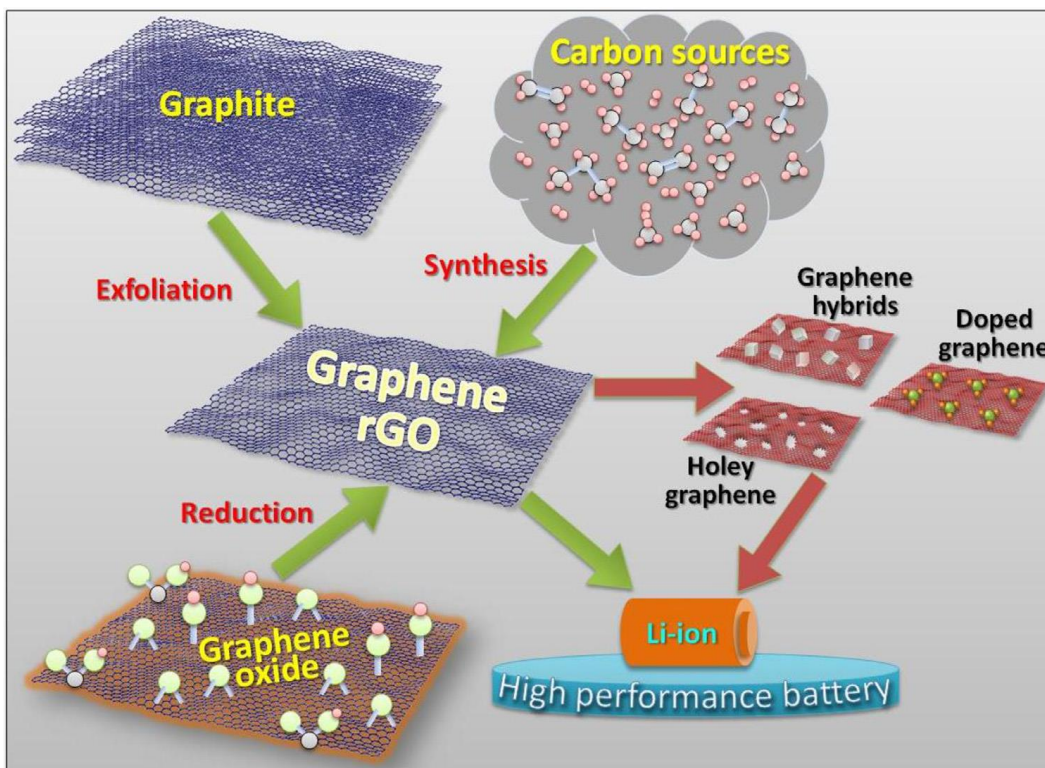 Graphite
Carbon sources
Exfoliation
Synthesis
Graphene
hybrids
Doped
graphene
Graphene
rGO
Holey
graphene
Reduction
Graphene
oxide
Li-ion
High performance battery